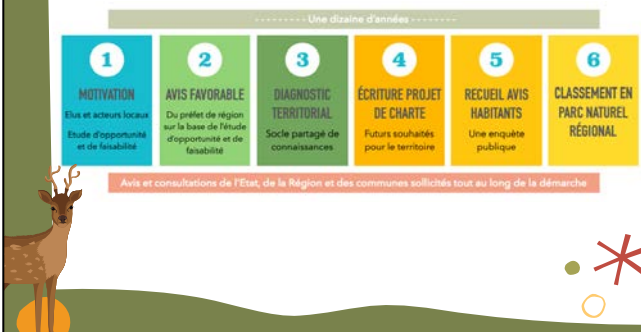 --------- Une dizaine d'années --------
1
MOTIVATION
Elus et acteurs locaux
Etude d'opportunité
et de faisabilité
2
AVIS FAVORABLE
Du préfet de région
sur la base de l'étude
d'opportunité et de
faisabilité
3
DIAGNOSTIC
TERRITORIAL
Socle partagé de
connaissances
4
ÉCRITURE PROJET
DE CHARTE
Futurs souhaités
pour le territoire
5
RECUEIL AVIS
HABITANTS
Une enquête
publique
6
CLASSEMENT EN
PARC NATUREL
RÉGIONAL
Avis et consultations de l'Etat, de la Région et des communes sollicités tout au long de la démarche